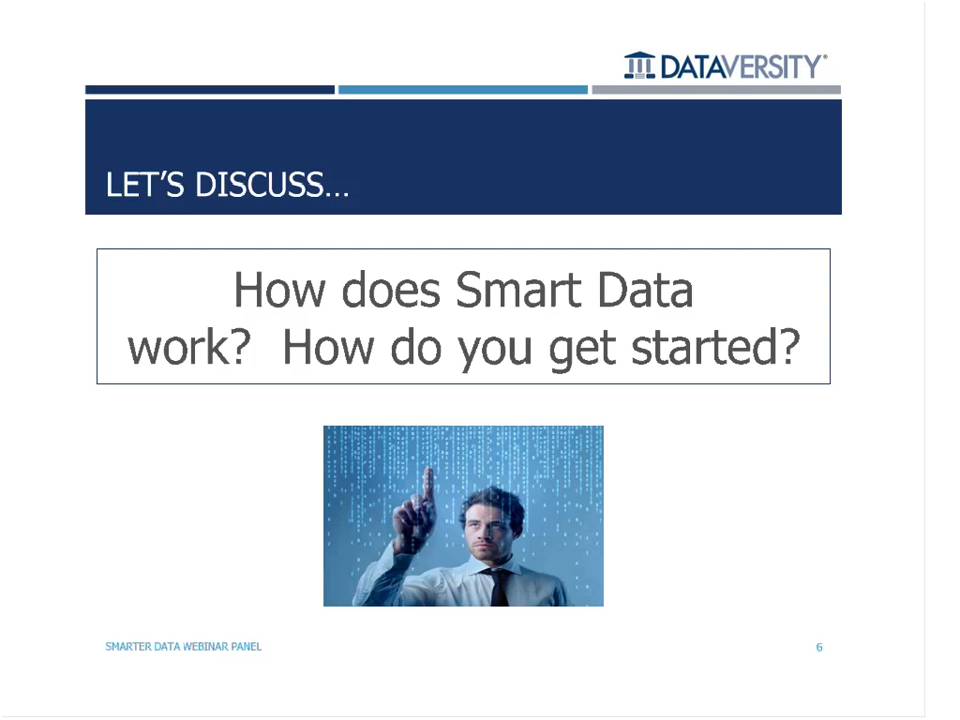 DATAVERSITY
LET'S DISCUSS...
How does Smart Data
work? How do you get started?
SMARTER DATA WEBINAR PANEL
6